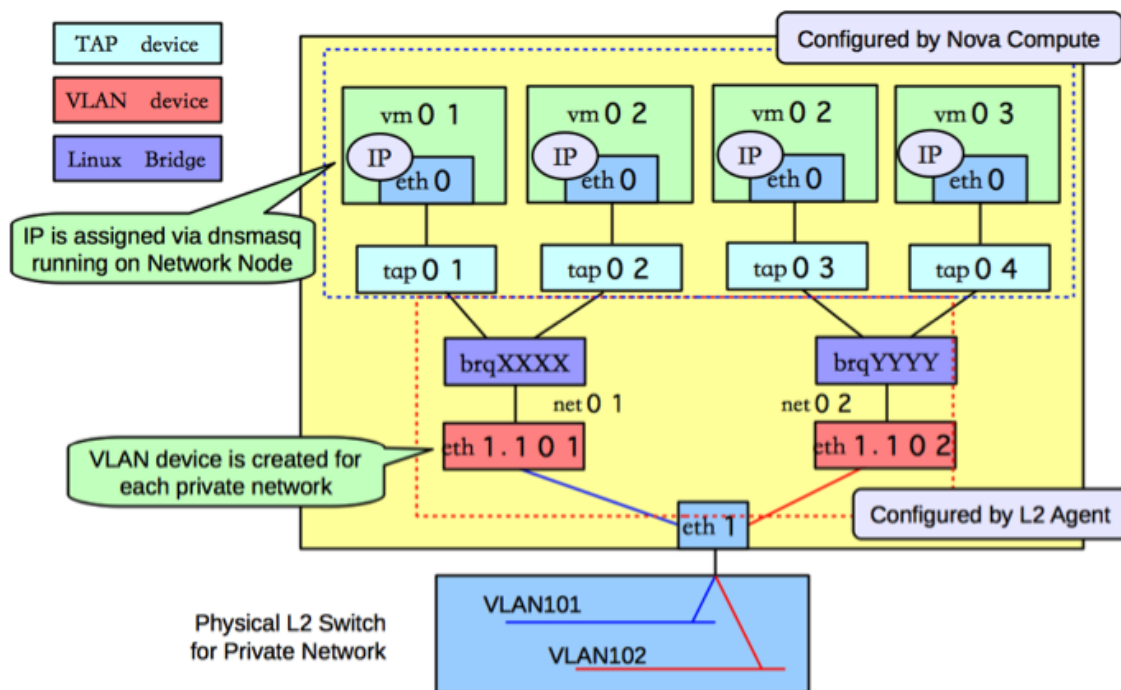 TAP device
VLAN device
Linux Bridge
Configured by Nova Compute
vm01
vm02
vm02
vm03
IP
IP
IP
IP
eth0
eth0
eth0
eth0
IP is assigned via dnsmasq
running on Network Node
tap01
tap02
tap03
tap04
brqXXXX
brqYYYY
net01
net02
eth1.101
eth1.102
VLAN device is created for
each private network
Configured by L2 Agent
eth1
Physical L2 Switch
for Private Network
VLAN101
VLAN102